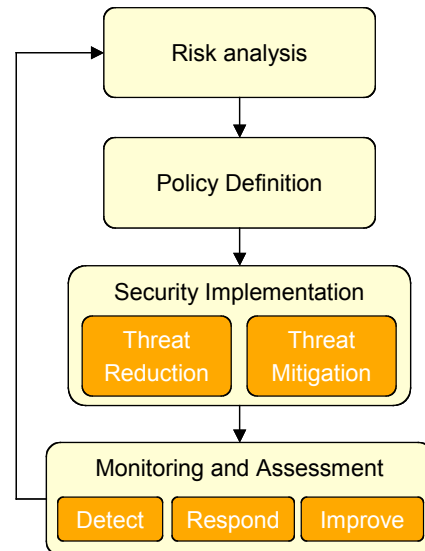 Risk analysis
Policy Definition
Security Implementation
Threat
Reduction
Threat
Mitigation
Monitoring and Assessment
Detect
Respond
Improve